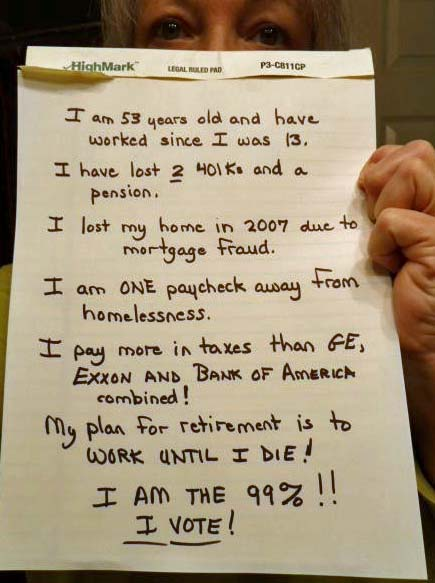 HighMark™ LEGAL RULED PAD P3-C811CP
I am 53 years old and have
worked since I was 13.
I have lost 2 401Ks and a
pension.
I lost my home in 2007 due to
mortgage fraud.
I am ONE paycheck away from
homelessness.
I pay more in taxes than GE,
EXXON AND BANK OF AMERICA
combined!
My plan for retirement is to
WORK UNTIL I DIE!
I AM THE 99%!!
I VOTE!